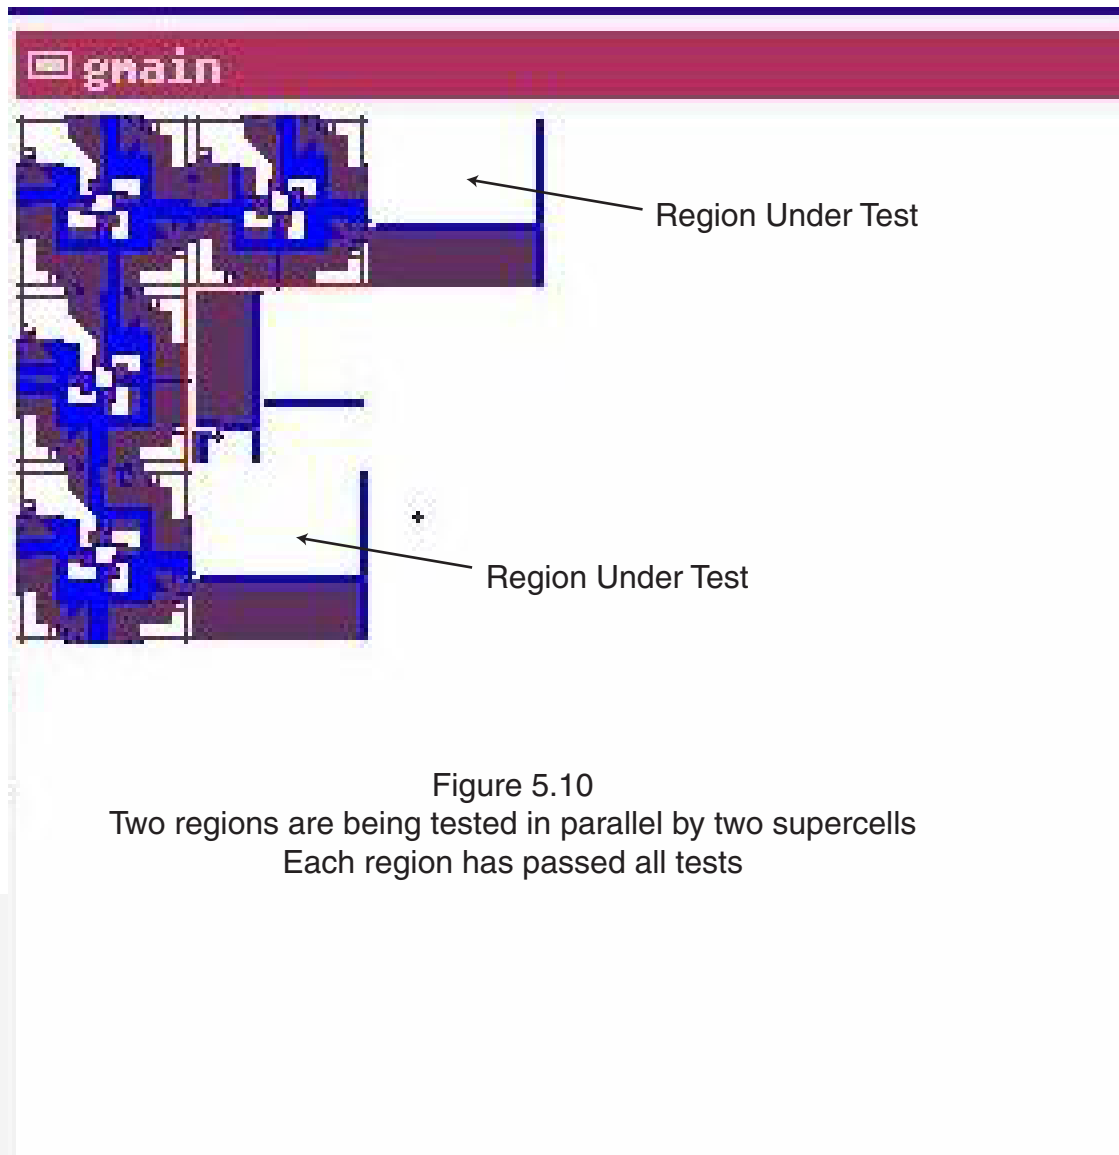 gmain
Region Under Test
Region Under Test
Figure 5.10
Two regions are being tested in parallel by two supercells
Each region has passed all tests